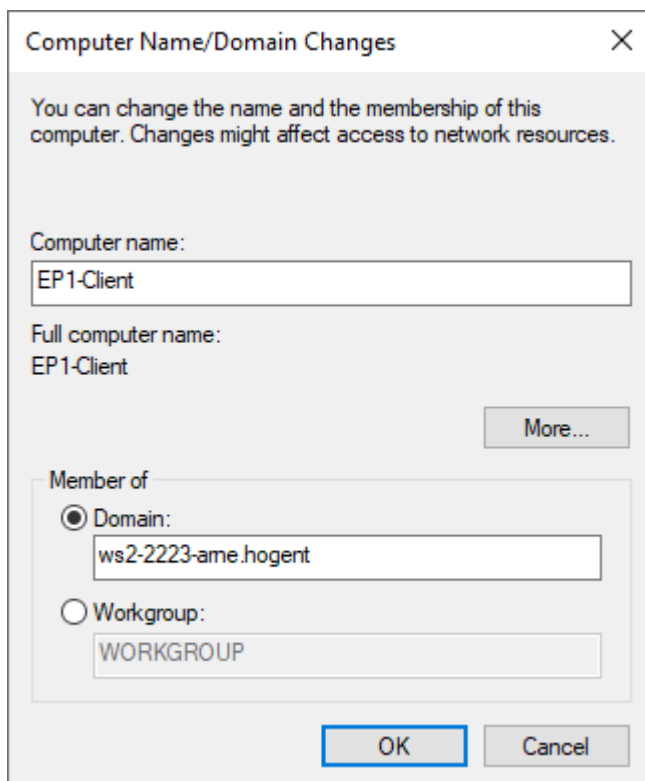 Computer Name/Domain Changes
You can change the name and the membership of this
computer. Changes might affect access to network resources.
Computer name:
EP1-Client
Full computer name:
EP1-Client
More...
Member of
Domain:
ws2-2223-arne.hogent
Workgroup:
WORKGROUP
OK
Cancel